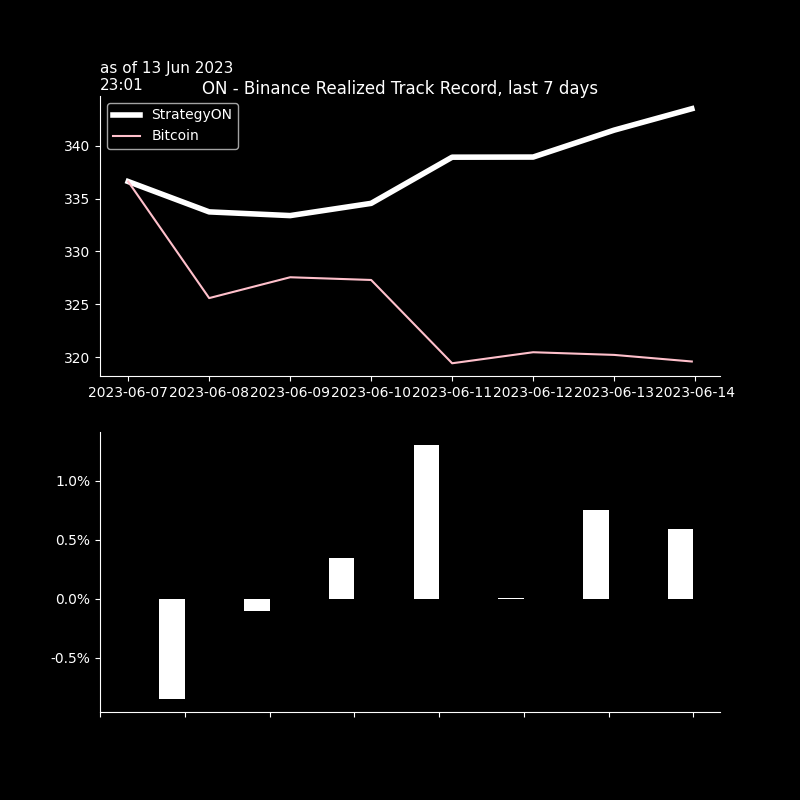 as of 13 Jun 2023
23:01
ON - Binance Realized Track Record, last 7 days
StrategyON
Bitcoin
340
335
330
325
320
2023-06-07 2023-06-08 2023-06-09 2023-06-10 2023-06-11 2023-06-12 2023-06-13 2023-06-14
1.0%
0.5%
0.0%
-0.5%